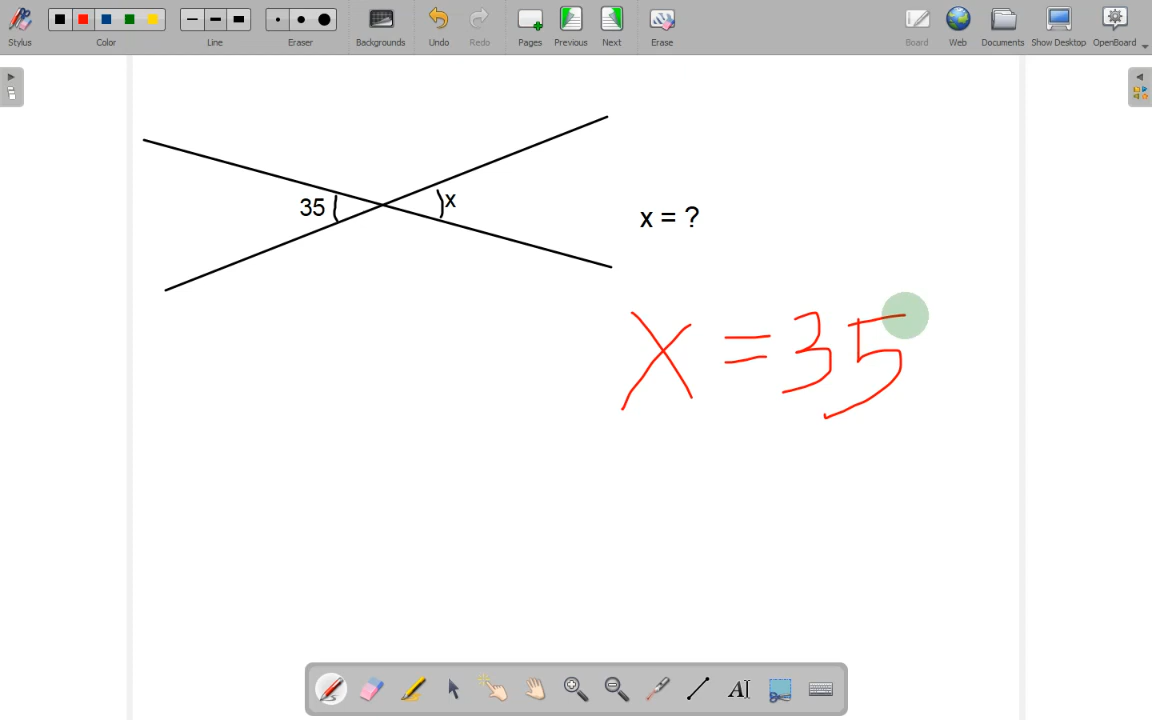 Stylus Color Line Eraser Backgrounds Undo Redo Pages Previous Next Erase Board Web Documents Show Desktop OpenBoard
35 x
x = ?
X = 35
AI